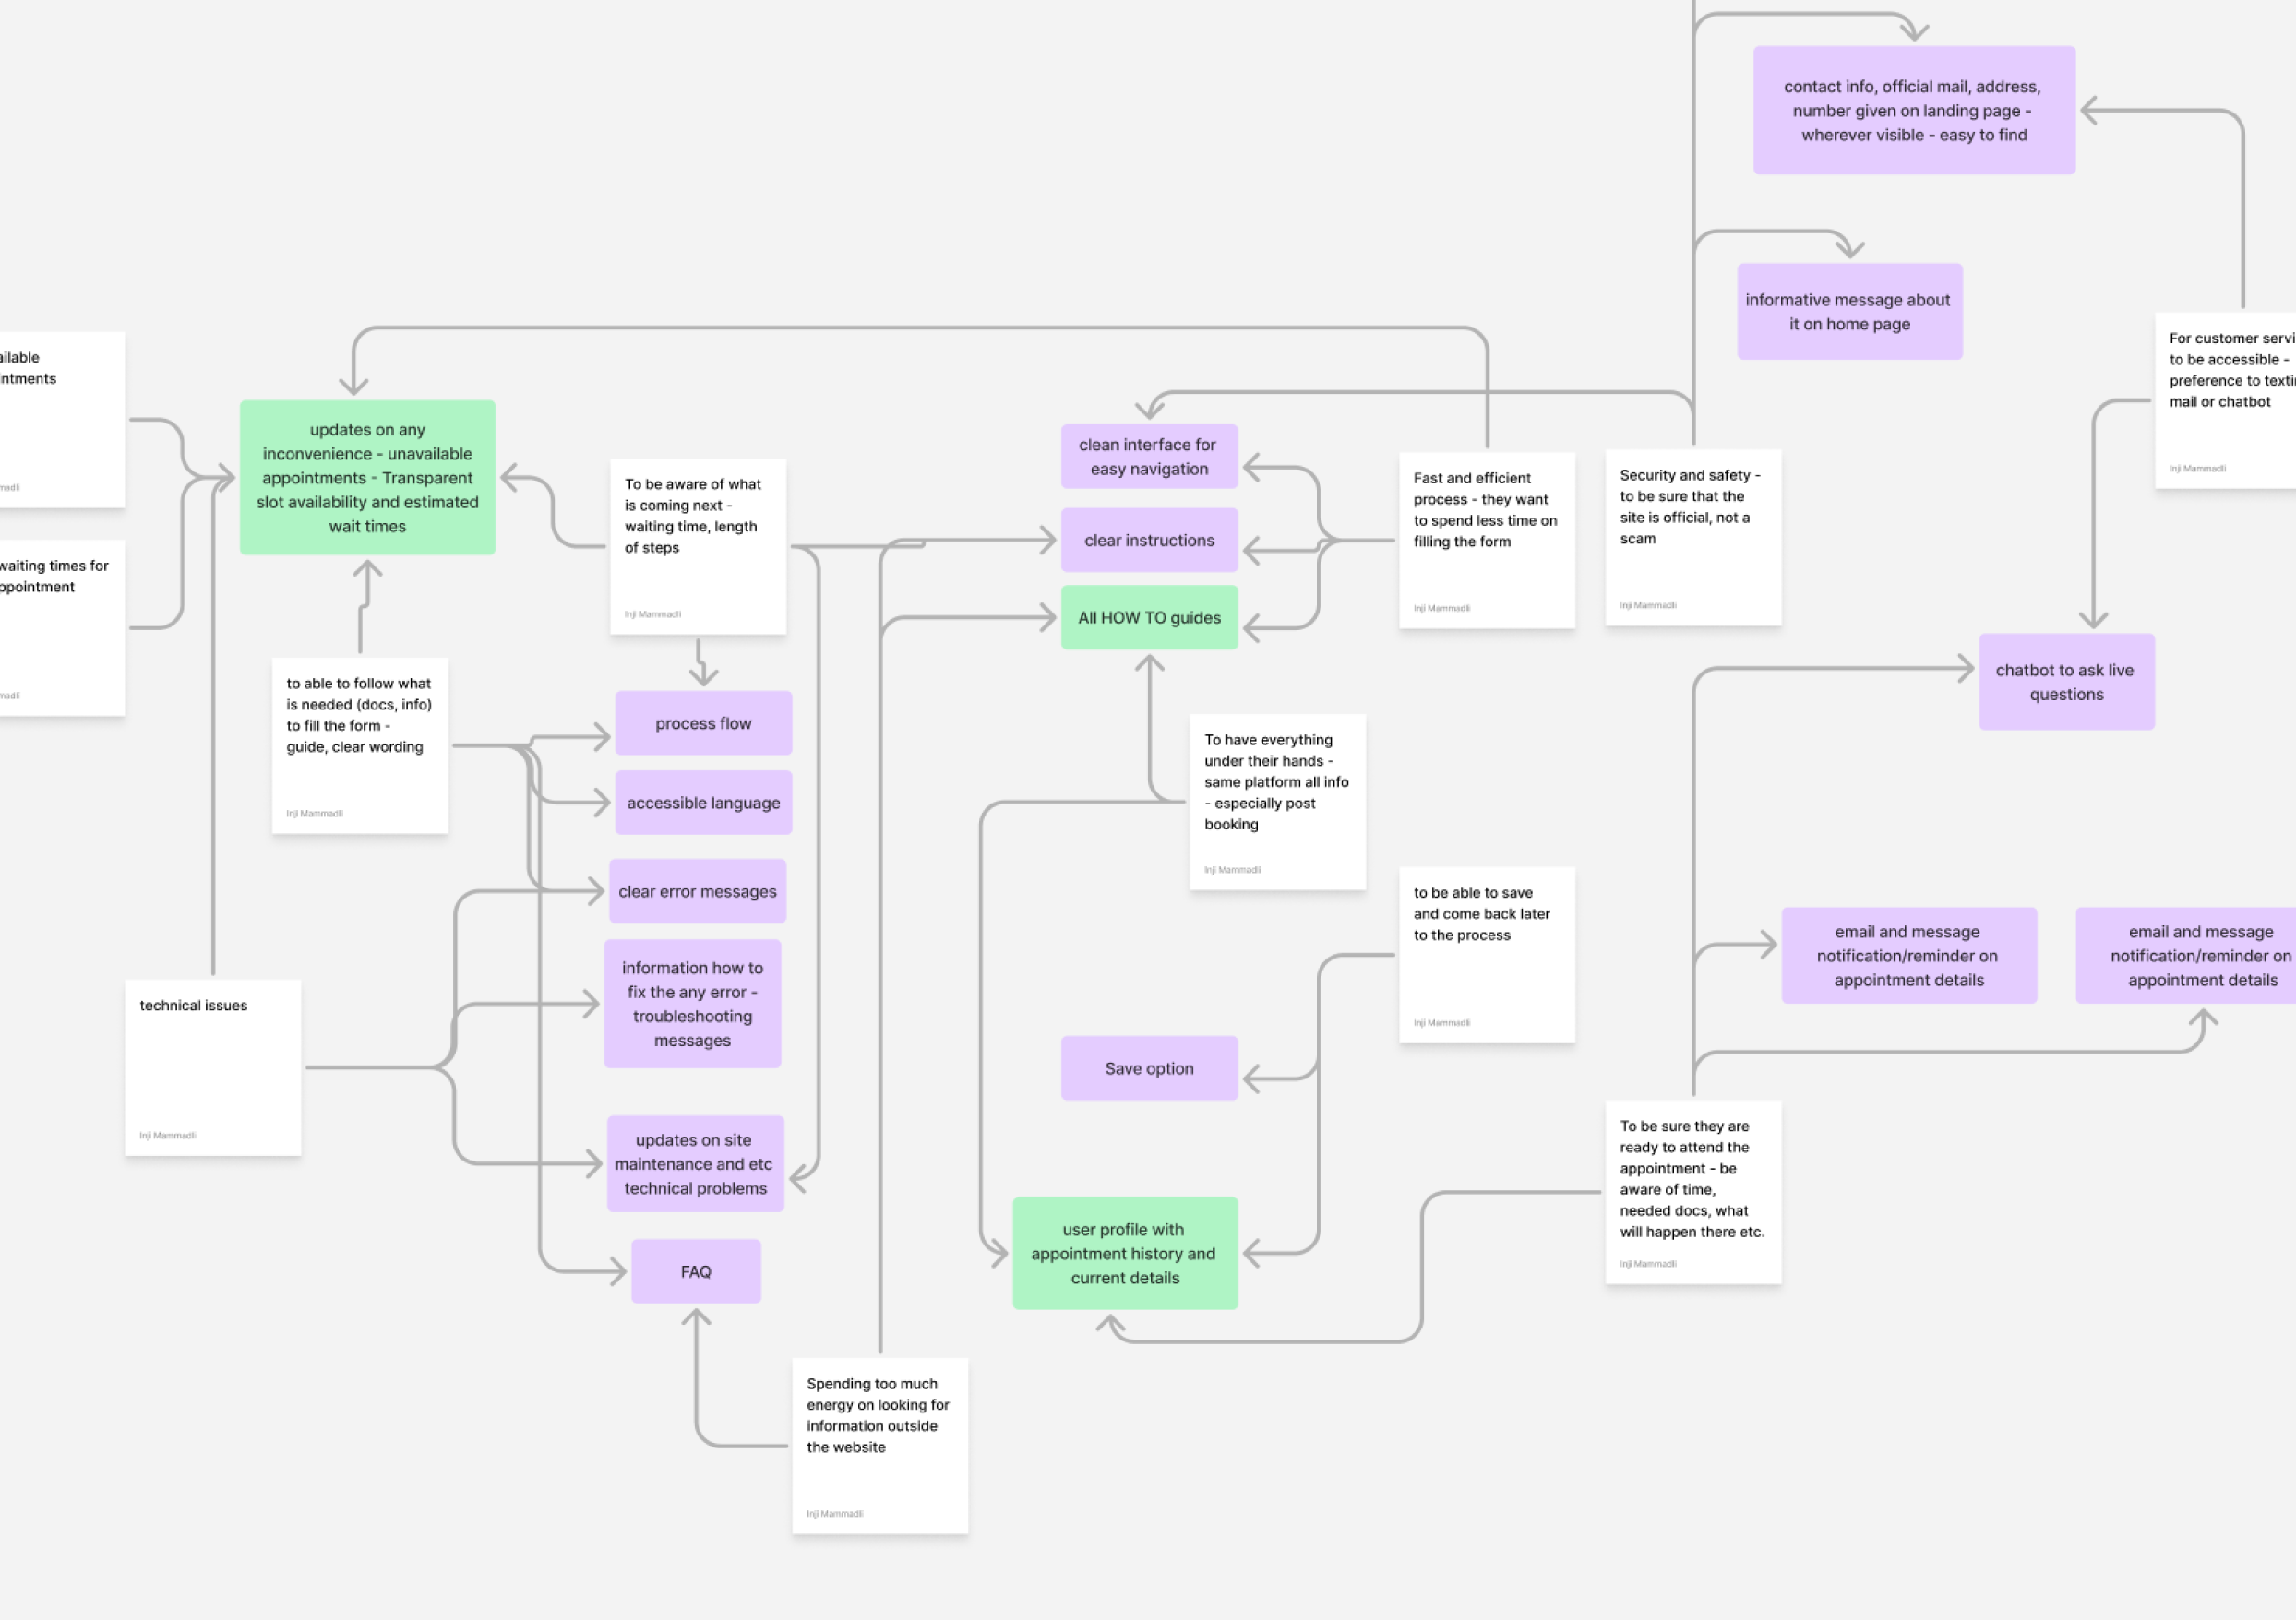 contact info, official mail, address,
number given on landing page -
wherever visible - easy to find
informative message about
it on home page
For customer servi
to be accessible -
preference to texti
mail or chatbot
Inji Mammadli
ailable
intments
madli
waiting times for
ppointment
madli
updates on any
inconvenience - unavailable
appointments - Transparent
slot availability and estimated
wait times
To be aware of what
is coming next -
waiting time, length
of steps
Inji Mammadli
clean interface for
easy navigation
clear instructions
All HOW TO guides
Fast and efficient
process - they want
to spend less time on
filling the form
Inji Mammadli
Security and safety -
to be sure that the
site is official, not a
scam
Inji Mammadli
chatbot to ask live
questions
to able to follow what
is needed (docs, info)
to fill the form -
guide, clear wording
Inji Mammadli
process flow
accessible language
clear error messages
information how to
fix the any error -
troubleshooting
messages
updates on site
maintenance and etc
technical problems
FAQ
technical issues
Inji Mammadli
To have everything
under their hands -
same platform all info
- especially post
booking
Inji Mammadli
to be able to save
and come back later
to the process
Inji Mammadli
Save option
user profile with
appointment history and
current details
email and message
notification/reminder on
appointment details
email and message
notification/reminder on
appointment details
To be sure they are
ready to attend the
appointment - be
aware of time,
needed docs, what
will happen there etc.
Inji Mammadli
Spending too much
energy on looking for
information outside
the website
Inji Mammadli